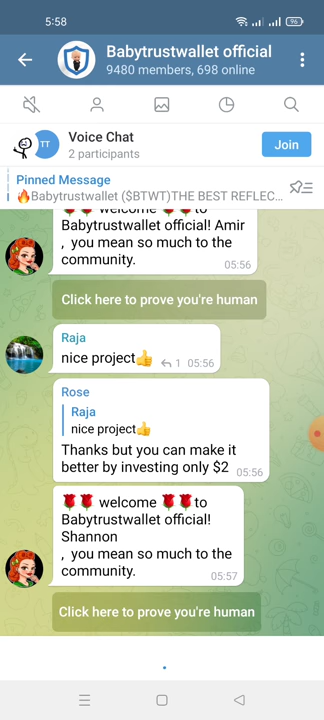 5:58
96
Babytrustwallet official
9480 members, 698 online
TT
Voice Chat
2 participants
Join
Pinned Message
🔥Babytrustwallet ($BTWT)THE BEST REFLEC...
🌹🌹 welcome 🌹🌹to
Babytrustwallet official! Amir
, you mean so much to the
community.
05:56
Click here to prove you're human
Raja
nice project👍
1 05:56
Rose
Raja
nice project👍
Thanks but you can make it
better by investing only $2
05:56
🌹🌹 welcome 🌹🌹to
Babytrustwallet official!
Shannon
, you mean so much to the
community.
05:57
Click here to prove you're human